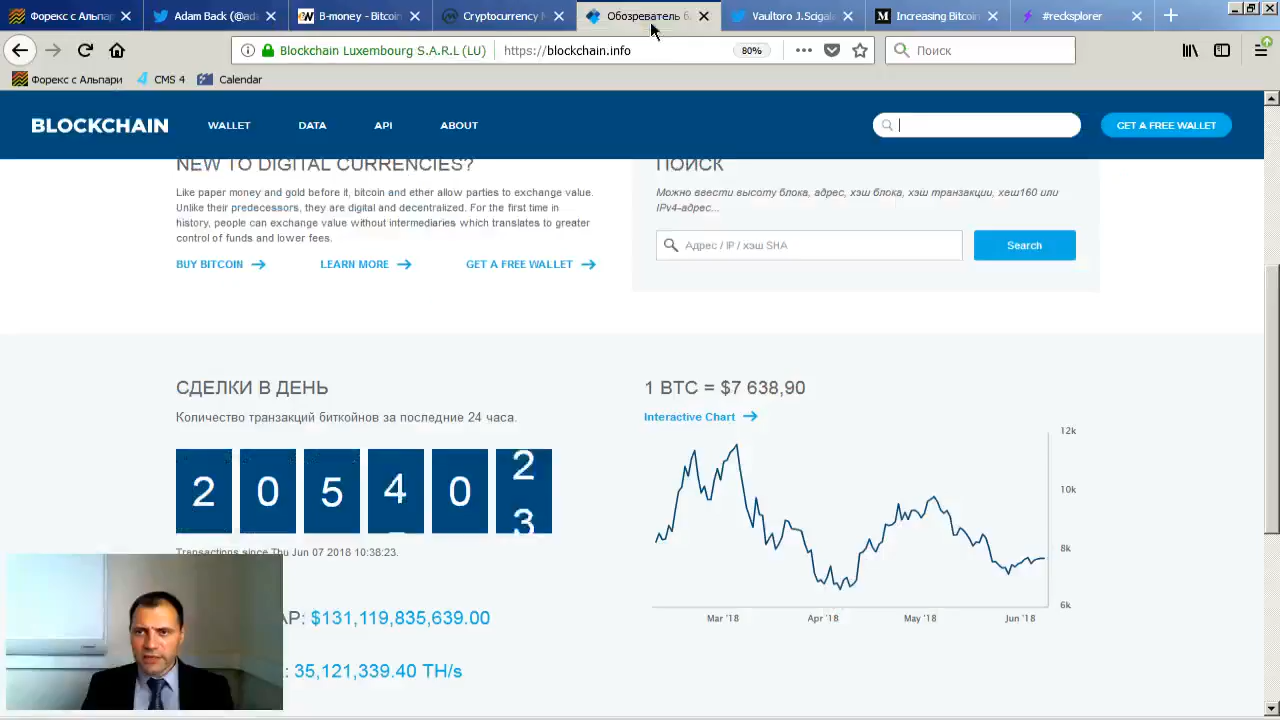 Форекс с Альпар
Adam Back (@ada
B-money - Bitcoin
Cryptocurrency M
Обозреватель б
Vaultoro J.Scigala
Increasing Bitcoin
#recksplorer
Blockchain Luxembourg S.A.R.L (LU)
https://blockchain.info
80%
Поиск
Форекс с Альпари
CMS 4
Calendar
BLOCKCHAIN
WALLET
DATA
API
ABOUT
GET A FREE WALLET
NEW TO DIGITAL CURRENCIES?
Like paper money and gold before it, bitcoin and ether allow parties to exchange value.
Unlike their predecessors, they are digital and decentralized. For the first time in
history, people can exchange value without intermediaries which translates to greater
control of funds and lower fees.
BUY BITCOIN
LEARN MORE
GET A FREE WALLET
ПОИСК
Можно ввести высоту блока, адрес, хэш блока, хэш транзакции, хеш160 или
IPv4-адрес...
Адрес / IP / хэш SHA
Search
СДЕЛКИ В ДЕНЬ
Количество транзакций биткойнов за последние 24 часа.
2 0 5 4 0 2
3
Transactions since Thu Jun 07 2018 10:38:23.
AP: $131,119,835,639.00
: 35,121,339.40 TH/s
1 BTC = $7 638,90
Interactive Chart
12k
10k
8k
6k
Mar '18
Apr '18
May '18
Jun '18